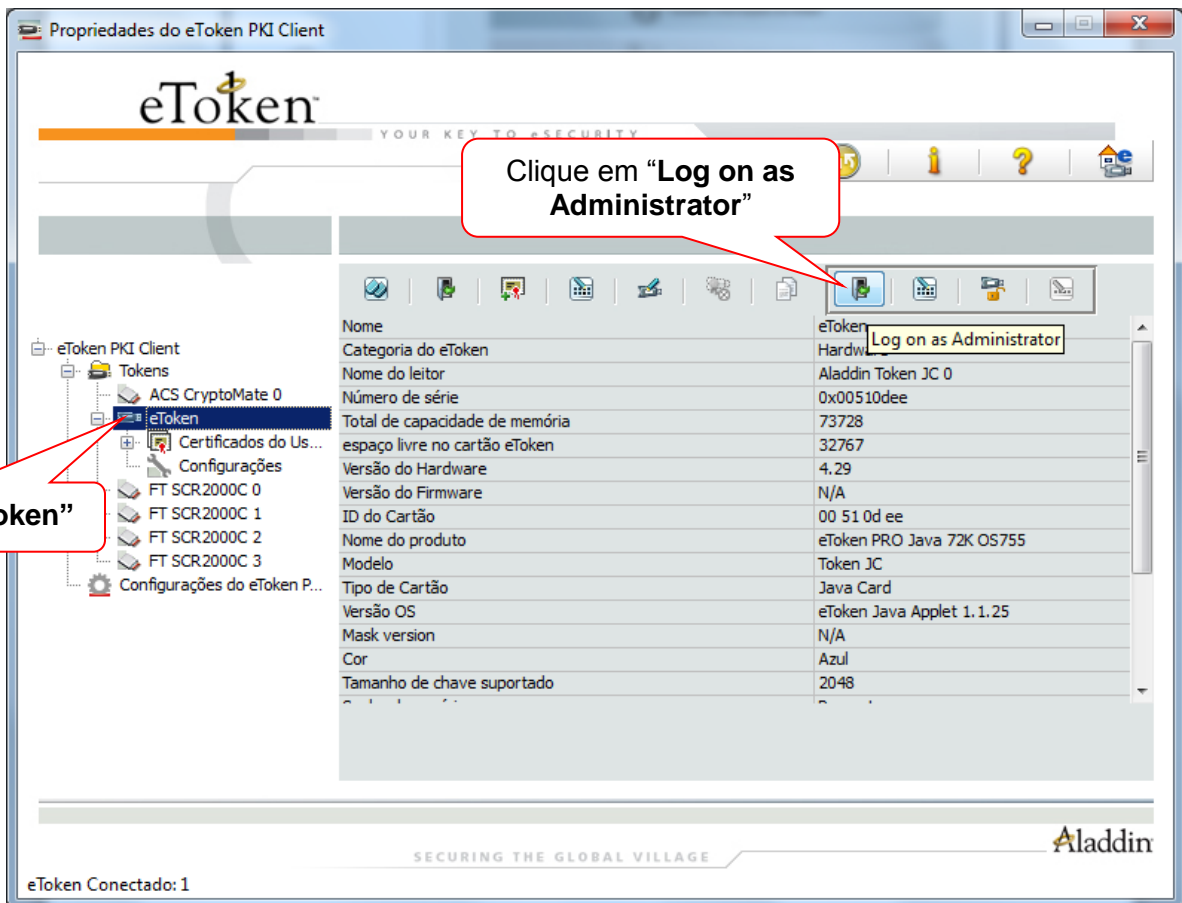 Propriedades do eToken PKI Client
eToken
YOUR KEY TO eSECURITY
Clique em “Log on as
Administrator”
Nome eToken
Log on as Administrator
Categoria do eToken
Nome do leitor Aladdin Token JC 0
Número de série 0x00510dee
Total de capacidade de memória 73728
espaço livre no cartão eToken 32767
Versão do Hardware 4.29
Versão do Firmware N/A
ID do Cartão 00 51 0d ee
Nome do produto eToken PRO Java 72K OS755
Modelo Token JC
Tipo de Cartão Java Card
Versão OS eToken Java Applet 1.1.25
Mask version N/A
Cor Azul
Tamanho de chave suportado 2048
eToken PKI Client
Tokens
ACS CryptoMate 0
eToken
Certificados do Us...
Configurações
FT SCR2000C 0
FT SCR2000C 1
oken”
FT SCR2000C 2
FT SCR2000C 3
Configurações do eToken P...
SECURING THE GLOBAL VILLAGE
Aladdin
eToken Conectado: 1